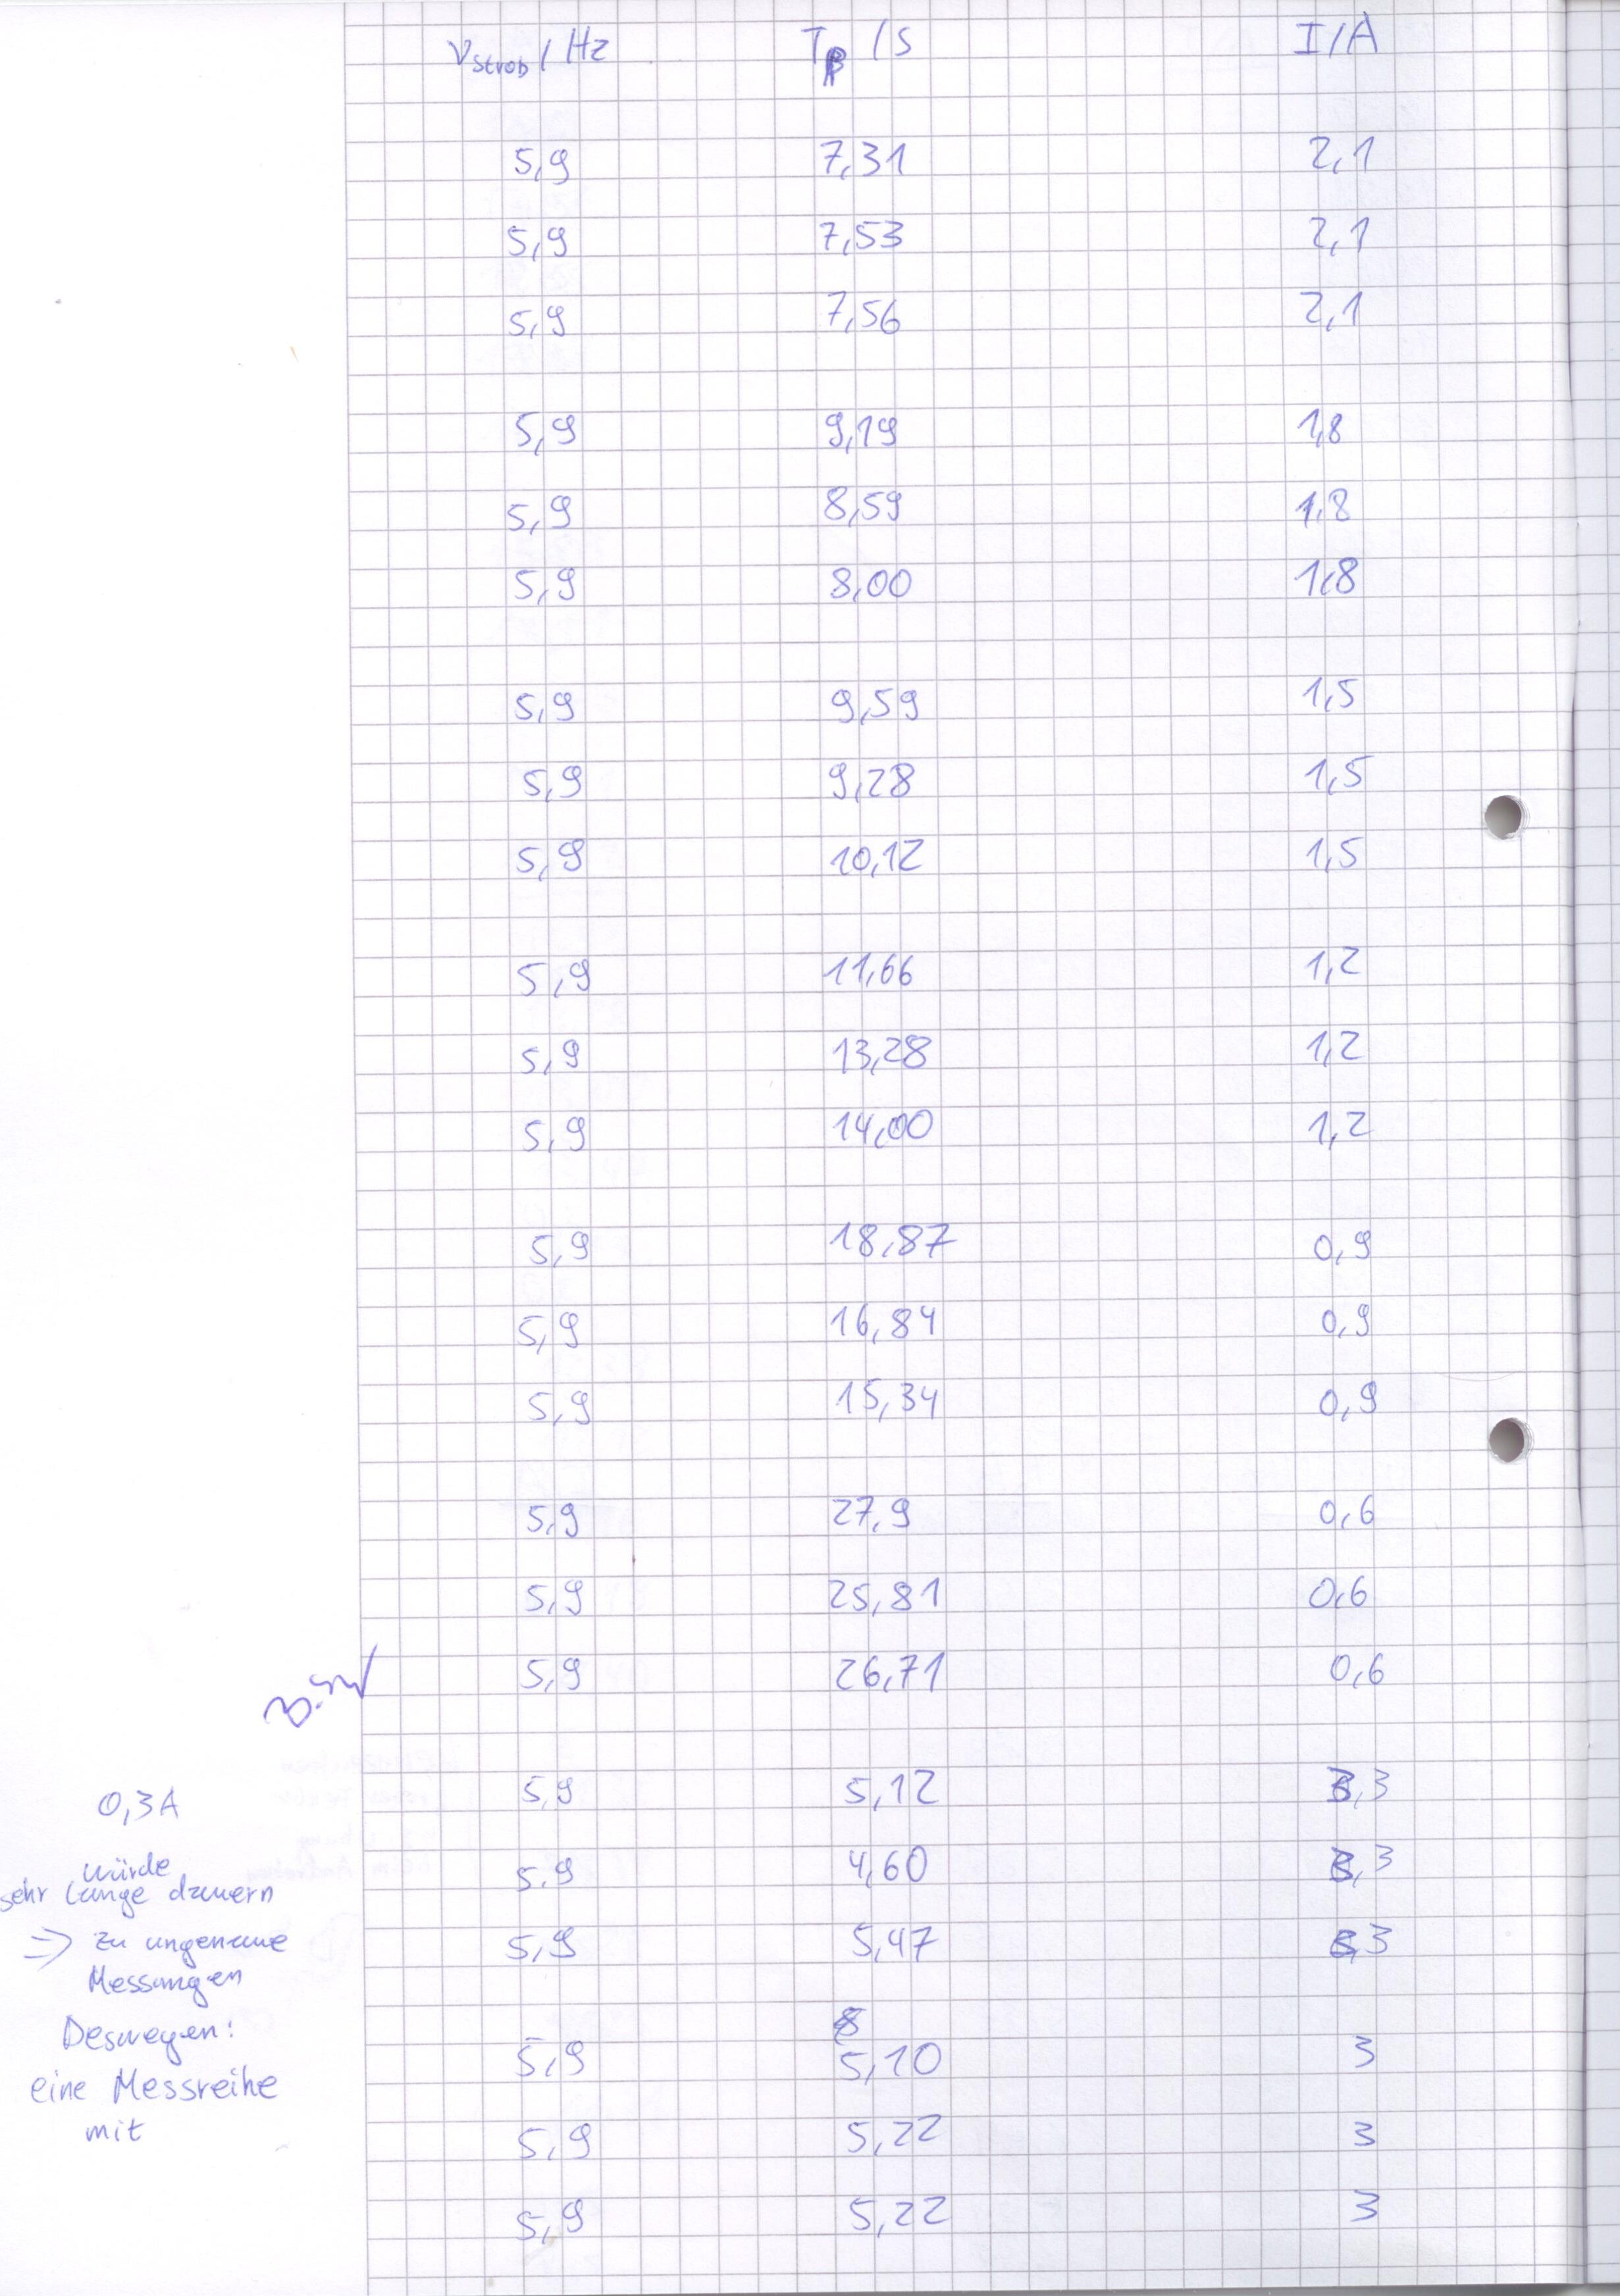 νStrob / Hz TP / s I / A
5,9 7,31 2,1
5,9 7,53 2,1
5,9 7,56 2,1
5,9 9,19 1,8
5,9 8,59 1,8
5,9 8,00 1,8
5,9 9,59 1,5
5,9 9,28 1,5
5,9 10,12 1,5
5,9 11,66 1,2
5,9 13,28 1,2
5,9 14,00 1,2
5,9 18,87 0,9
5,9 16,84 0,9
5,9 15,34 0,9
5,9 27,9 0,6
5,9 25,81 0,6
5,9 26,71 0,6
5,9 5,12 3,3
5,9 4,60 3,3
5,9 5,47 3,3
5,9 5,10 3
5,9 5,22 3
5,9 5,22 3
0,3A
würde
sehr lange dauern
=> zu ungenaue
Messungen
Deswegen:
eine Messreihe
mit